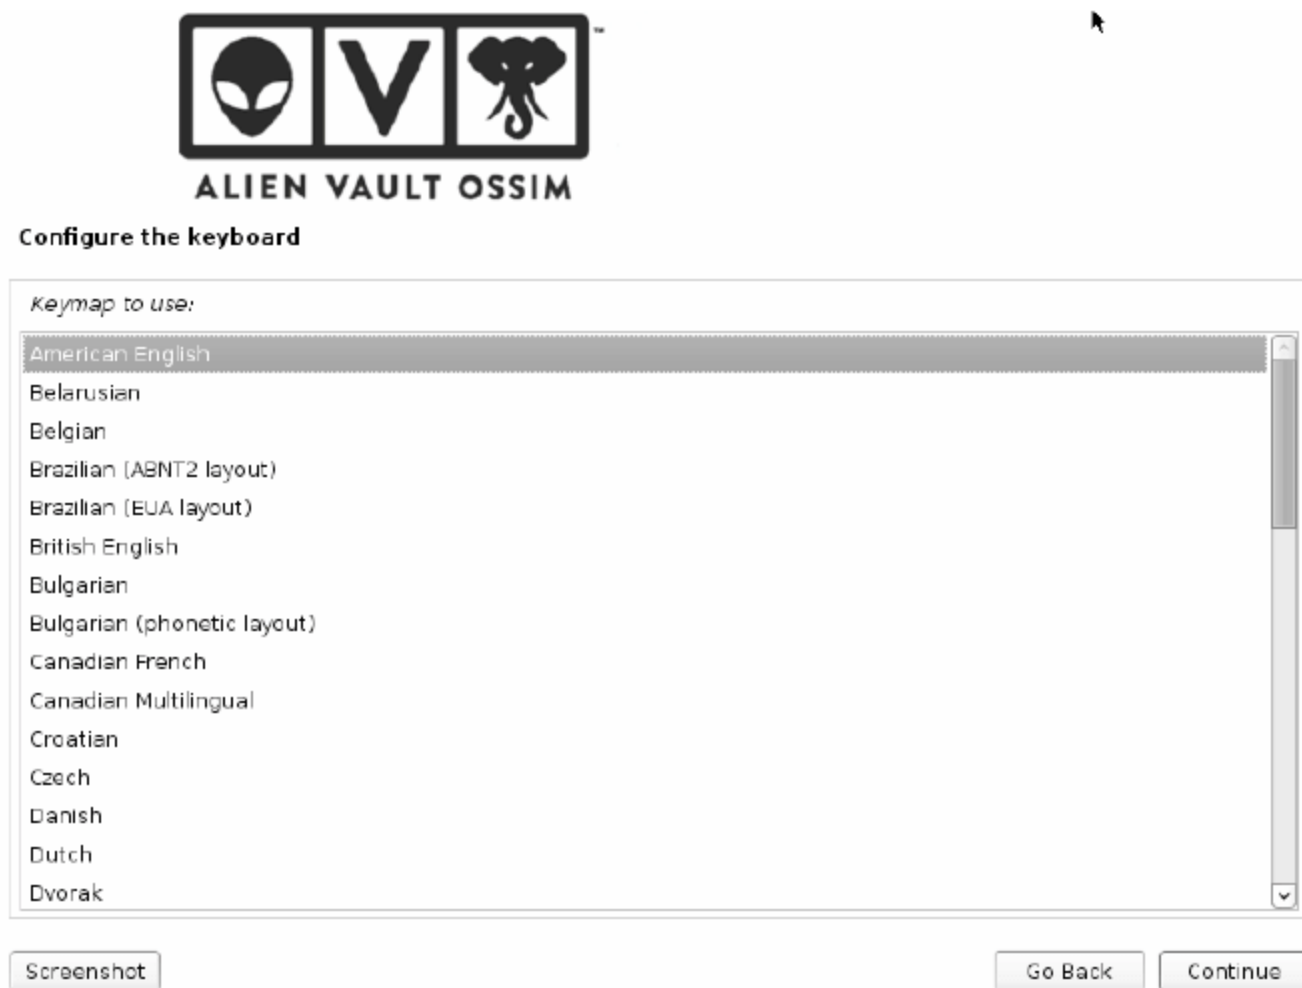 V ™
ALIEN VAULT OSSIM
Configure the keyboard
Keymap to use:
American English
Belarusian
Belgian
Brazilian (ABNT2 layout)
Brazilian (EUA layout)
British English
Bulgarian
Bulgarian (phonetic layout)
Canadian French
Canadian Multilingual
Croatian
Czech
Danish
Dutch
Dvorak
Screenshot Go Back Continue